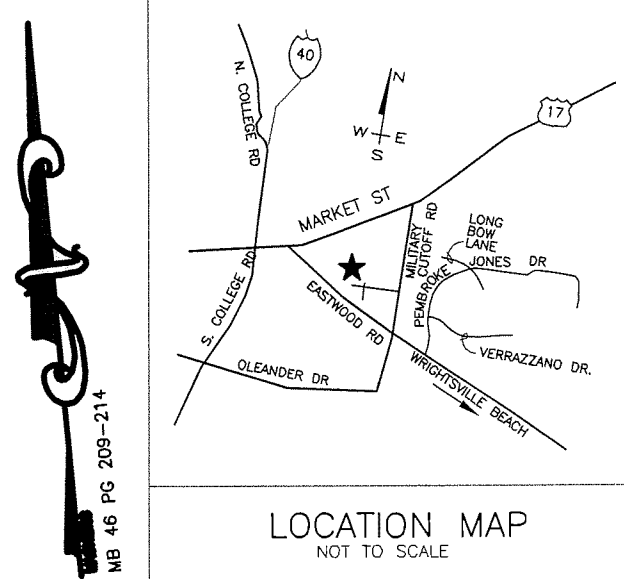 MB 46 PG 209-214
N. COLLEGE RD
40
N
W E
S
17
MARKET ST
MILITARY
CUTOFF RD
LONG
BOW
LANE
JONES DR
PEMBROKE
S. COLLEGE RD
EASTWOOD RD
VERRAZZANO DR.
OLEANDER DR
WRIGHTSVILLE BEACH
LOCATION MAP
NOT TO SCALE